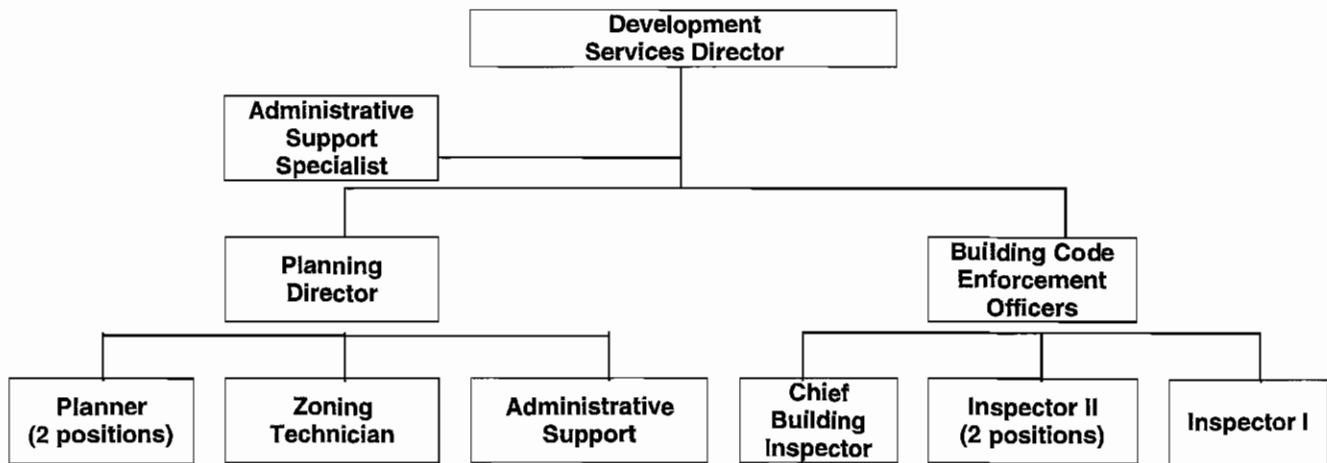 Development
Services Director
Administrative
Support
Specialist
Planning
Director
Building Code
Enforcement
Officers
Planner
(2 positions)
Zoning
Technician
Administrative
Support
Chief
Building
Inspector
Inspector II
(2 positions)
Inspector I